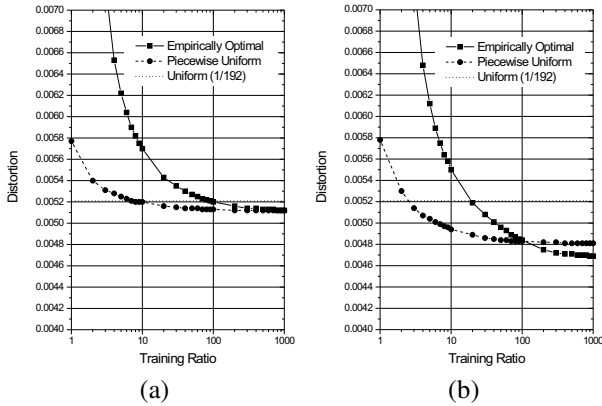 0.0070
0.0068
0.0066
0.0064
0.0062
0.0060
0.0058
0.0056
0.0054
0.0052
0.0050
0.0048
0.0046
0.0044
0.0042
0.0040
Distortion
Empirically Optimal
Piecewise Uniform
Uniform (1/192)
1 10 100 1000
Training Ratio
(a)
0.0070
0.0068
0.0066
0.0064
0.0062
0.0060
0.0058
0.0056
0.0054
0.0052
0.0050
0.0048
0.0046
0.0044
0.0042
0.0040
Distortion
Empirically Optimal
Piecewise Uniform
Uniform (1/192)
1 10 100 1000
Training Ratio
(b)